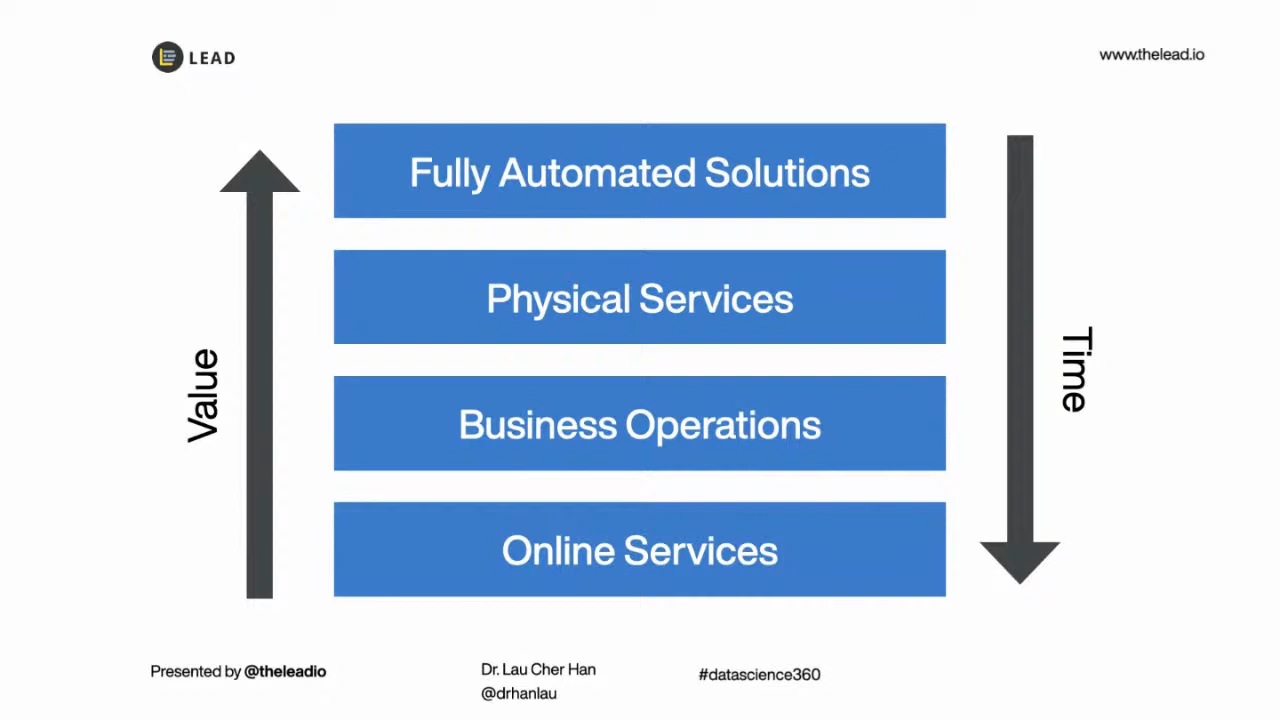 LEAD
www.thelead.io
Fully Automated Solutions
Physical Services
Business Operations
Online Services
Value
Time
Presented by @theleadio
Dr. Lau Cher Han
@drhanlau
#datascience360